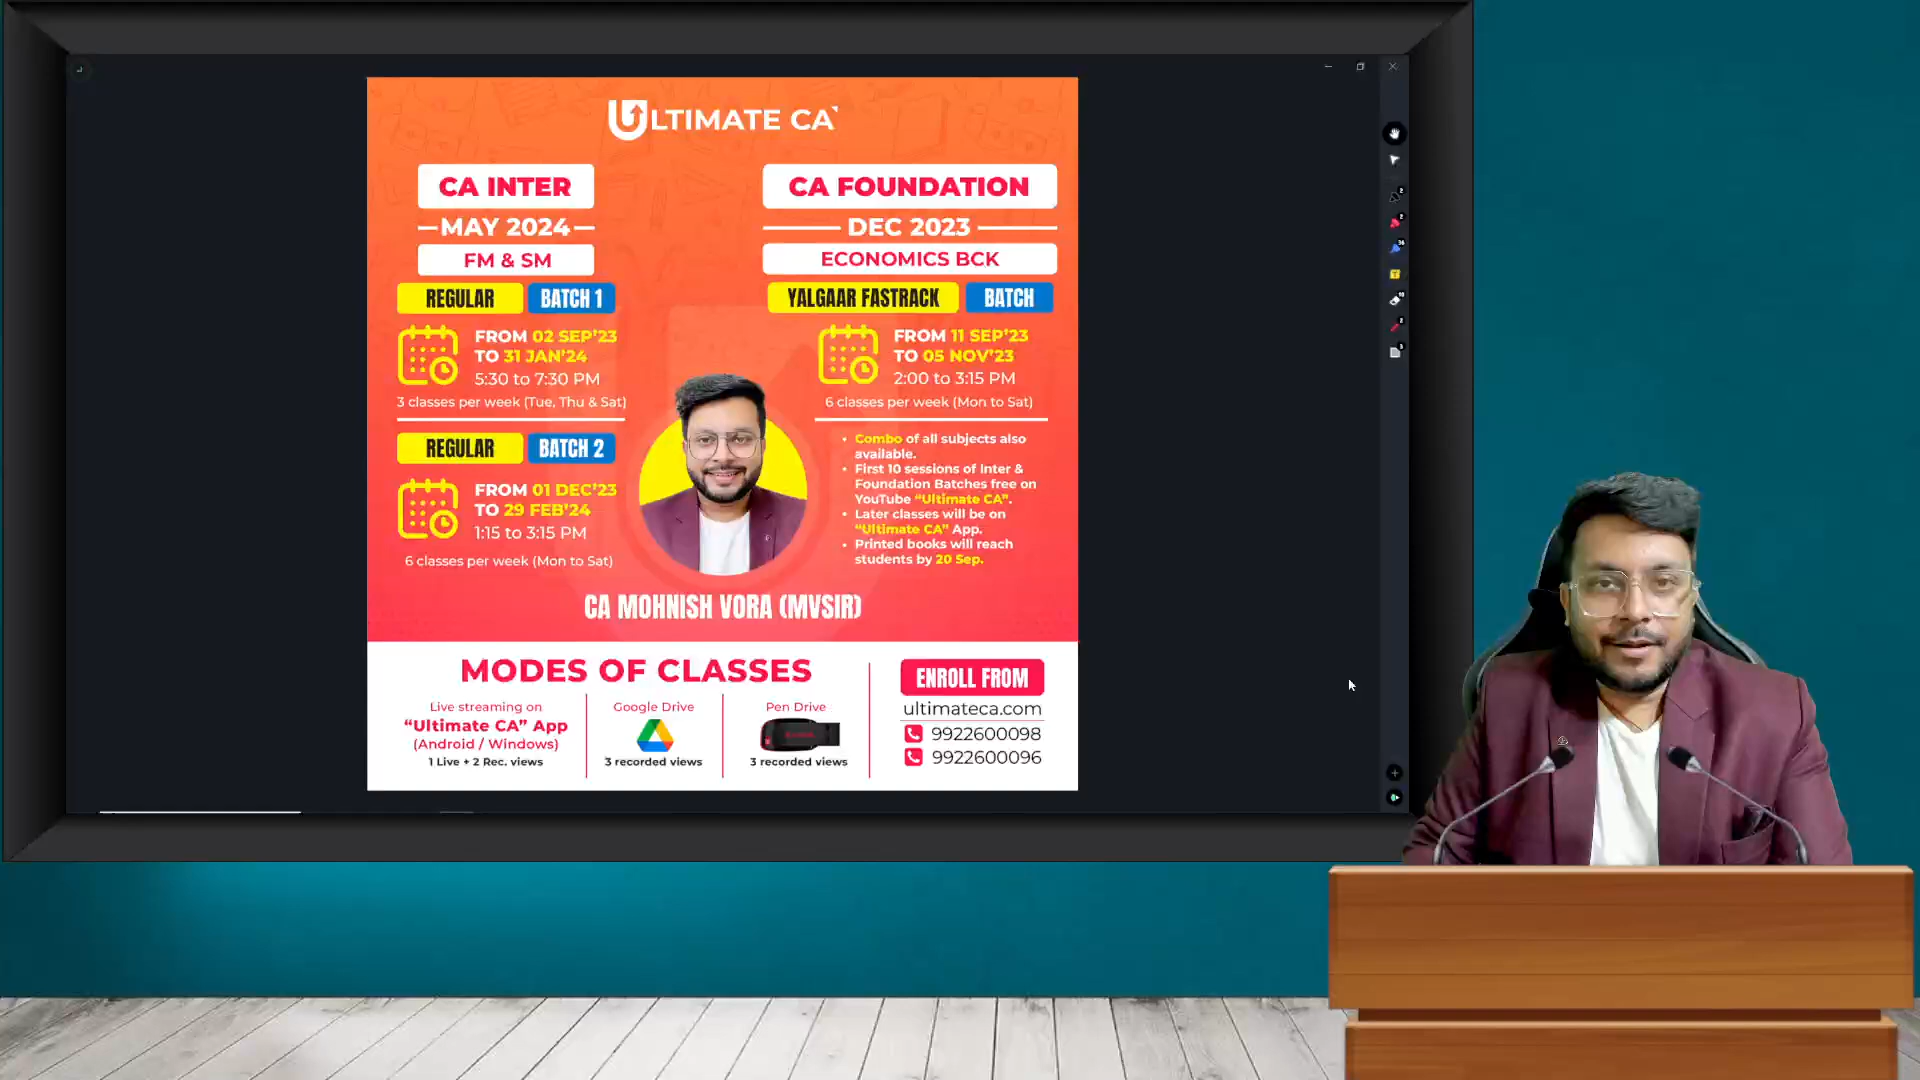 ULTIMATE CA
CA INTER
MAY 2024
FM & SM
REGULAR BATCH 1
FROM 02 SEP'23
TO 31 JAN'24
5:30 to 7:30 PM
3 classes per week (Tue, Thu & Sat)
REGULAR BATCH 2
FROM 01 DEC'23
TO 29 FEB'24
1:15 to 3:15 PM
6 classes per week (Mon to Sat)
CA FOUNDATION
DEC 2023
ECONOMICS BCK
YALGAAR FASTRACK BATCH
FROM 11 SEP'23
TO 05 NOV'23
2:00 to 3:15 PM
6 classes per week (Mon to Sat)
• Combo of all subjects also
available.
• First 10 sessions of Inter &
Foundation Batches free on
YouTube “Ultimate CA”.
• Later classes will be on
“Ultimate CA” App.
• Printed books will reach
students by 20 Sep.
CA MOHNISH VORA (MVSIR)
MODES OF CLASSES
Live streaming on
“Ultimate CA” App
(Android / Windows)
1 Live + 2 Rec. views
Google Drive
3 recorded views
Pen Drive
3 recorded views
ENROLL FROM
ultimateca.com
9922600098
9922600096